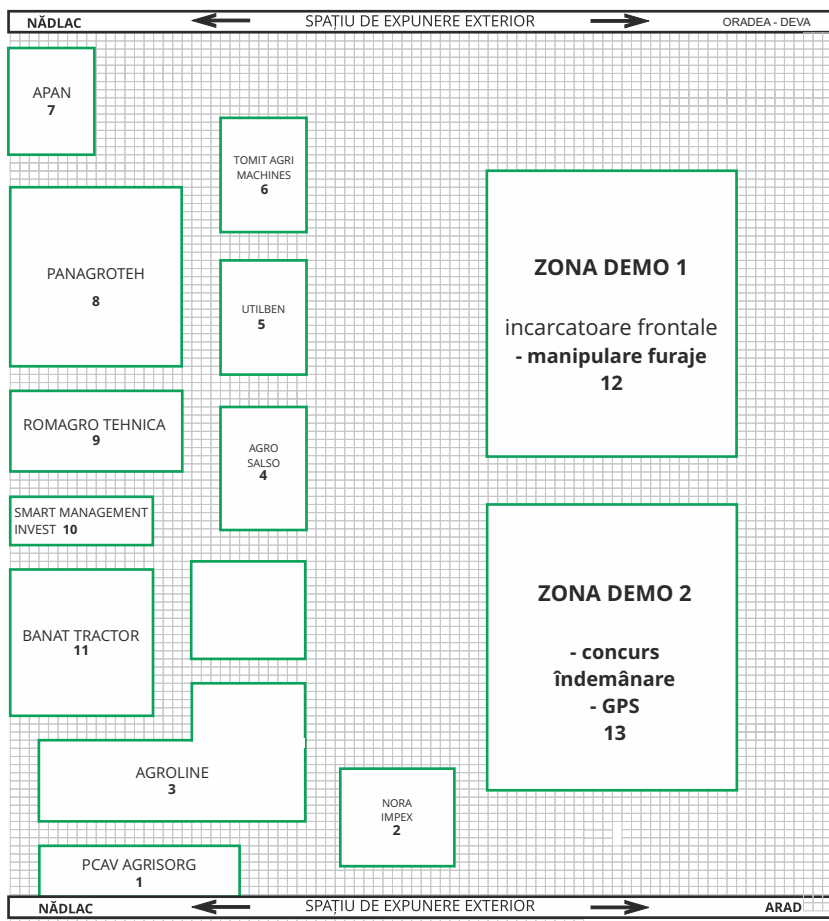 NĂDLAC
SPAȚIU DE EXPUNERE EXTERIOR
ORADEA - DEVA
APAN
7
TOMIT AGRI
MACHINES
6
PANAGROTEH
8
UTILBEN
5
ZONA DEMO 1
incarcatoare frontale
- manipulare furaje
12
ROMAGRO TEHNICA
9
AGRO
SALSO
4
SMART MANAGEMENT
INVEST 10
BANAT TRACTOR
11
ZONA DEMO 2
- concurs
îndemânare
- GPS
13
AGROLINE
3
NORA
IMPEX
2
PCAV AGRISORG
1
NĂDLAC
SPAȚIU DE EXPUNERE EXTERIOR
ARAD